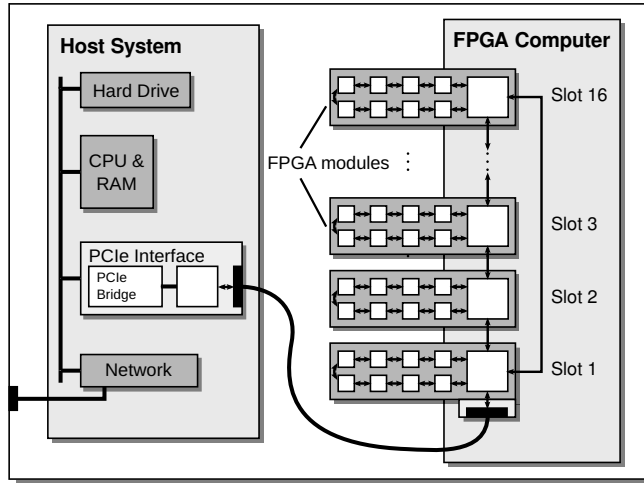 Host System
Hard Drive
CPU &
RAM
PCIe Interface
PCIe
Bridge
Network
FPGA modules
FPGA Computer
Slot 16
Slot 3
Slot 2
Slot 1